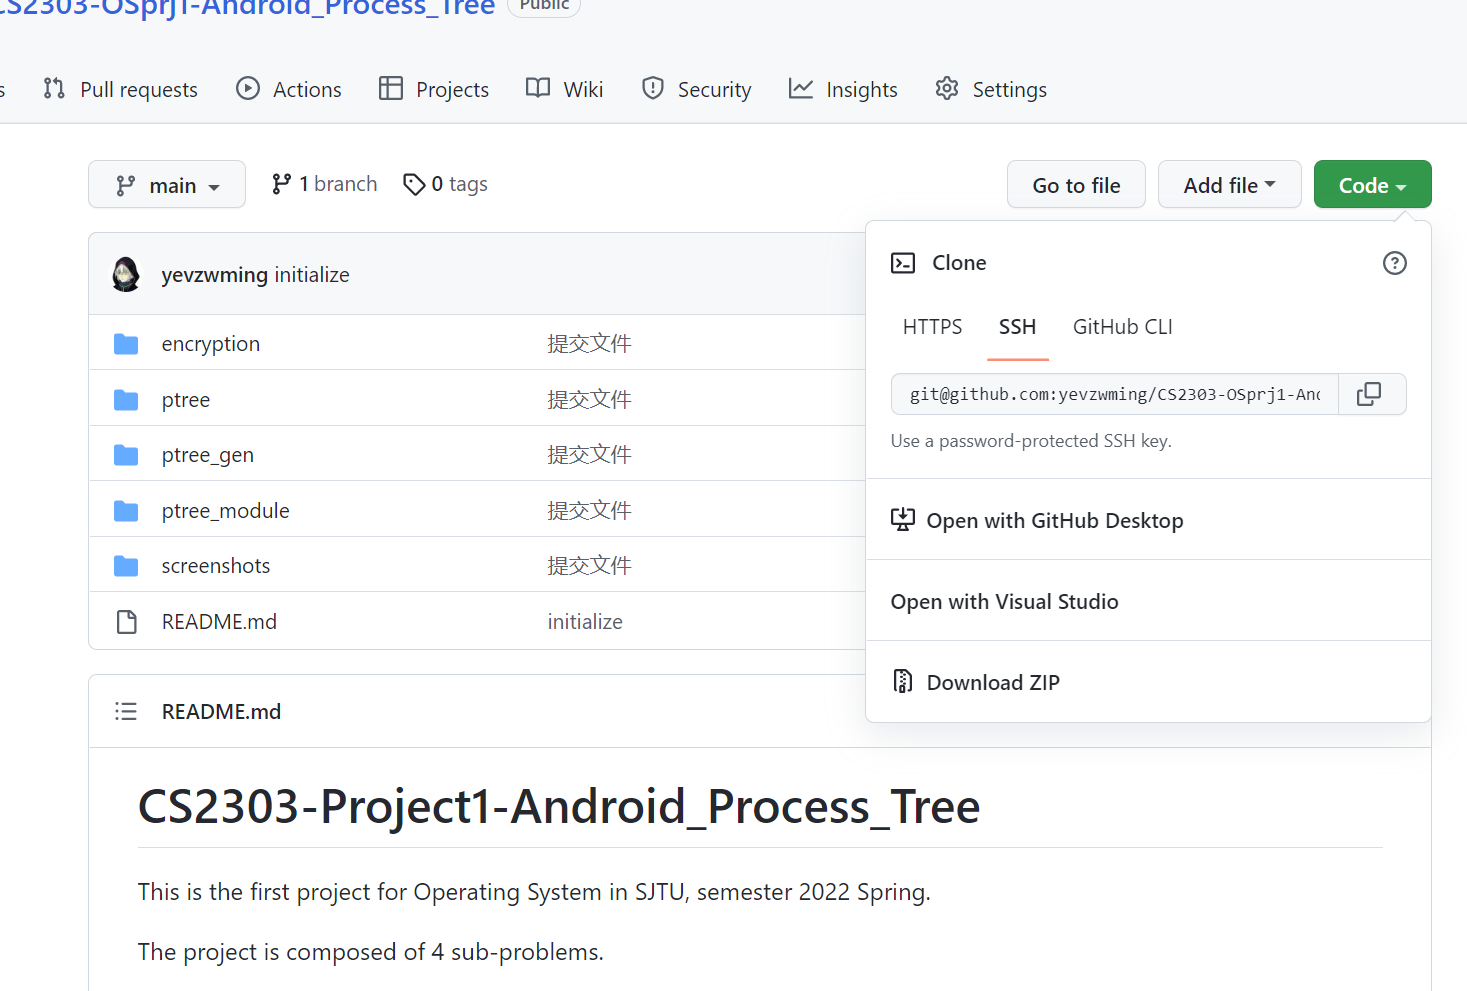 CS2303-OSprj1-Android_Process_Tree Public
s Pull requests Actions Projects Wiki Security Insights Settings
main 1 branch 0 tags Go to file Add file Code
yevzwming initialize
encryption 提交文件
ptree 提交文件
ptree_gen 提交文件
ptree_module 提交文件
screenshots 提交文件
README.md initialize
Clone
HTTPS SSH GitHub CLI
git@github.com:yevzwming/CS2303-OSprj1-And
Use a password-protected SSH key.
Open with GitHub Desktop
Open with Visual Studio
Download ZIP
README.md
CS2303-Project1-Android_Process_Tree
This is the first project for Operating System in SJTU, semester 2022 Spring.
The project is composed of 4 sub-problems.